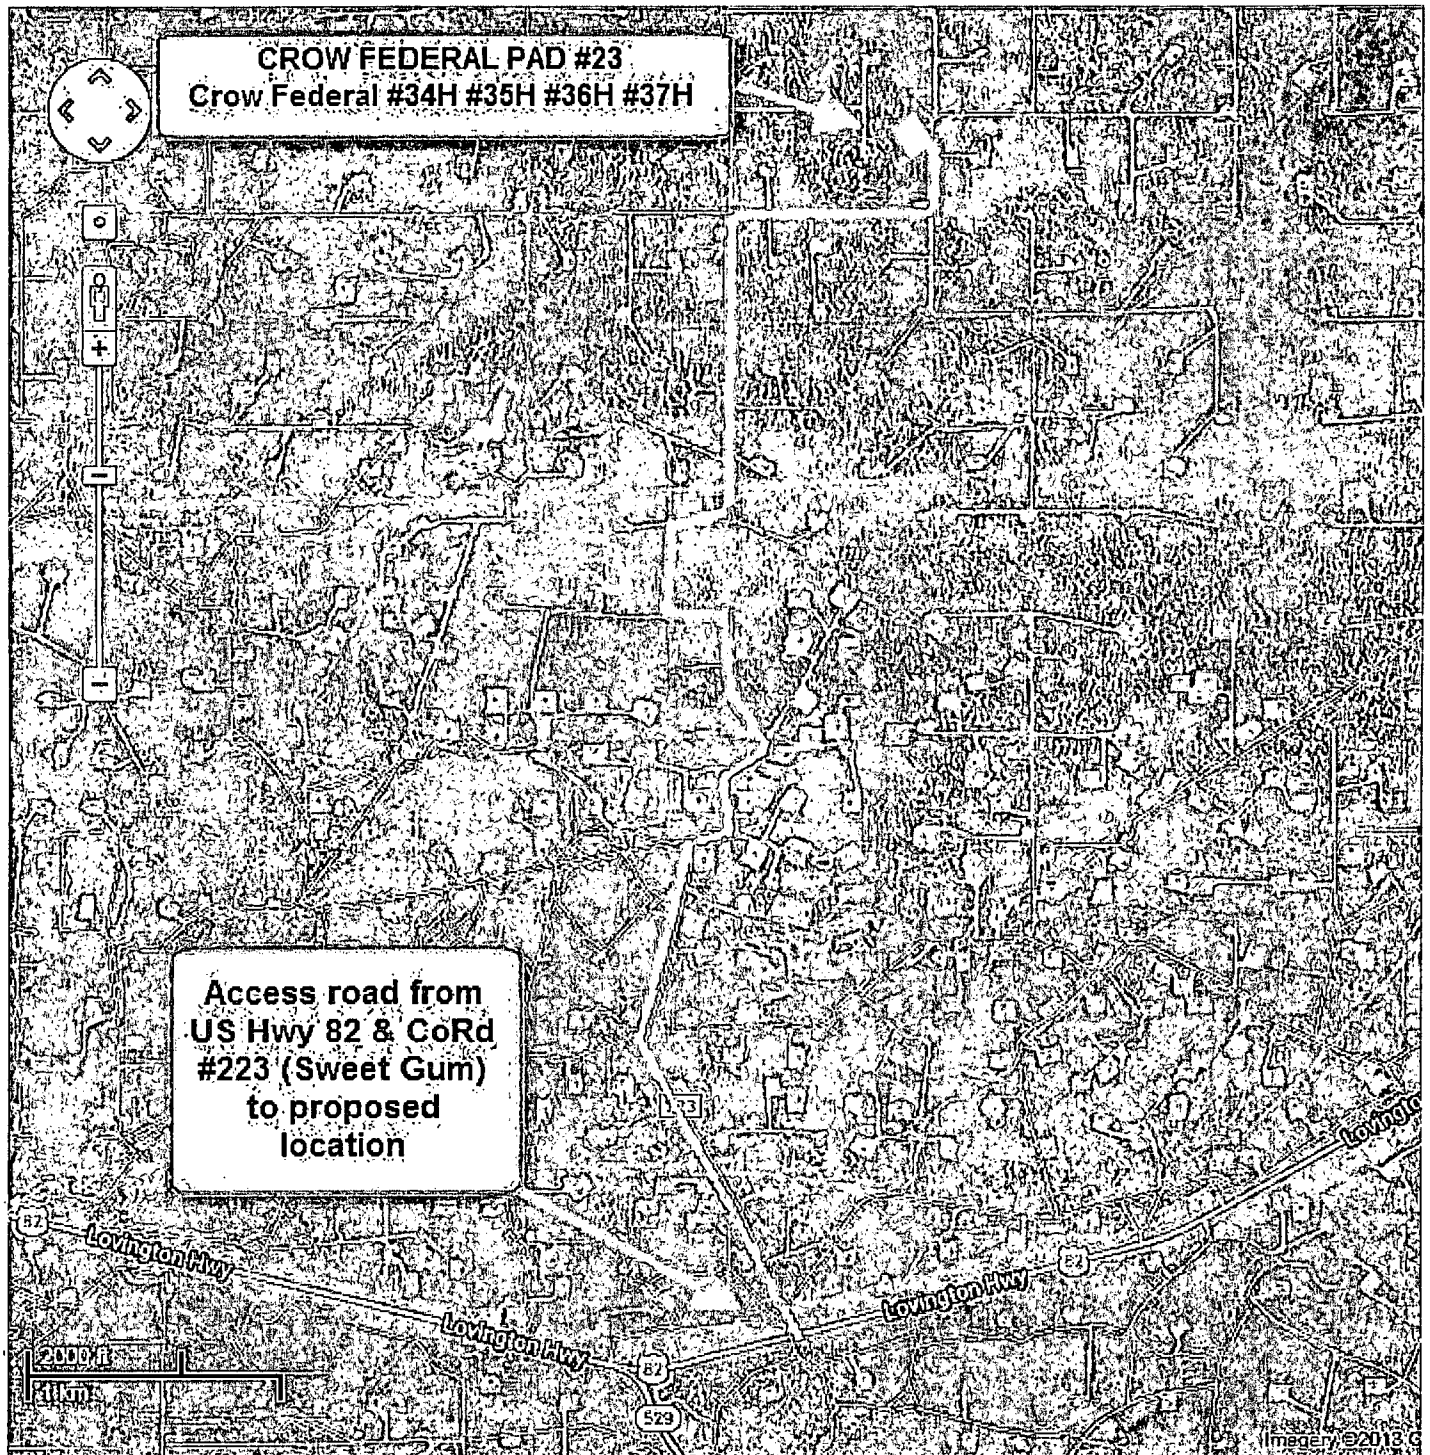 CROW FEDERAL PAD #23
Crow Federal #34H #35H #36H #37H
Access road from
US Hwy 82 & CoRd
#223 (Sweet Gum)
to proposed
location
Lovington Hwy
Lovington Hwy
82
529
Lovington Hwy
82
2000 ft
1 km
Imagery ©2013